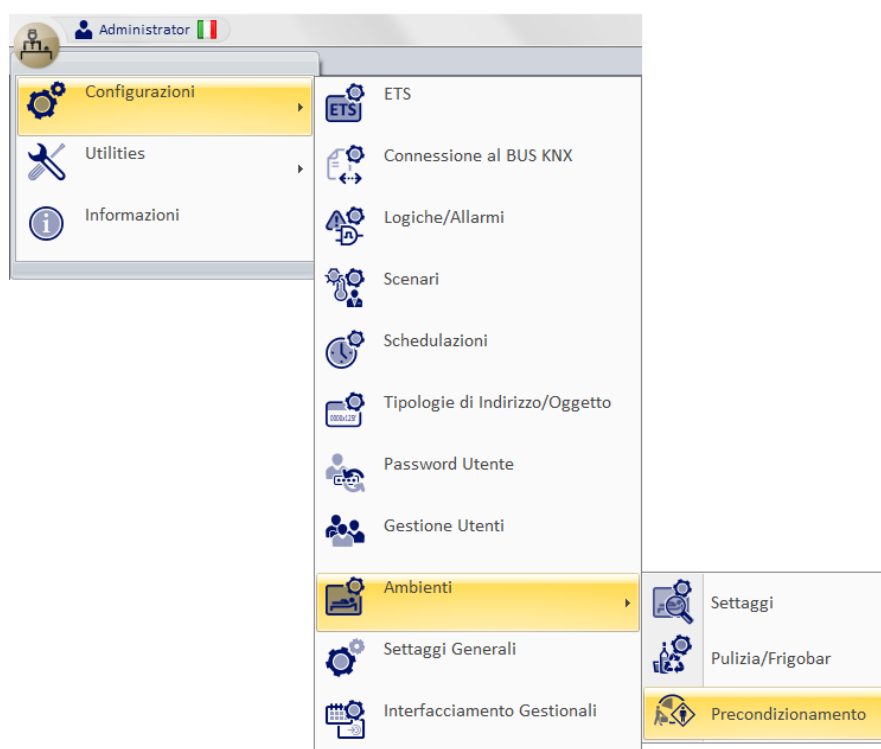 Administrator
Configurazioni
Utilities
Informazioni
ETS
ETS
Connessione al BUS KNX
Logiche/Allarmi
Scenari
Schedulazioni
Tipologie di Indirizzo/Oggetto
Password Utente
Gestione Utenti
Ambienti
Settaggi Generali
Interfacciamento Gestionali
Settaggi
Pulizia/Frigobar
Precondizionamento